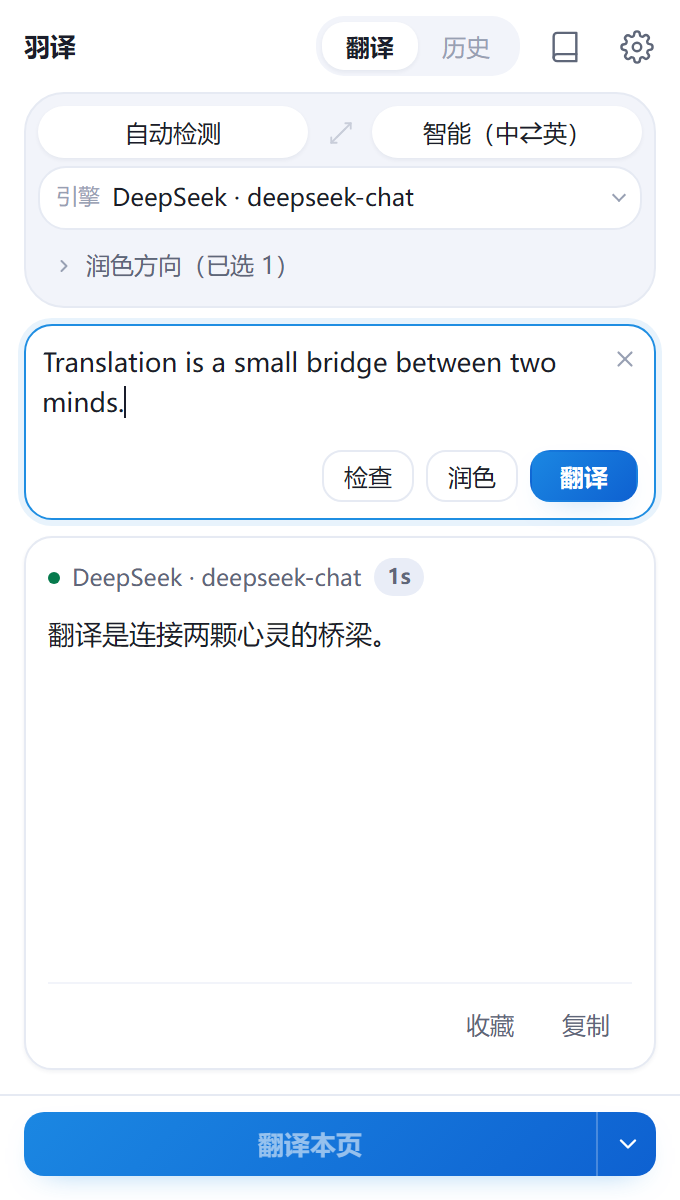 羽译
翻译
历史
自动检测
智能（中⇄英）
引擎 DeepSeek · deepseek-chat
润色方向（已选 1）
Translation is a small bridge between two
minds.
检查
润色
翻译
DeepSeek · deepseek-chat 1s
翻译是连接两颗心灵的桥梁。
收藏
复制
翻译本页